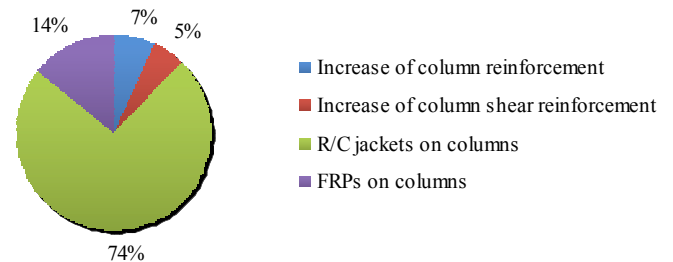 7%
5%
14%
74%
Increase of column reinforcement
Increase of column shear reinforcement
R/C jackets on columns
FRPs on columns